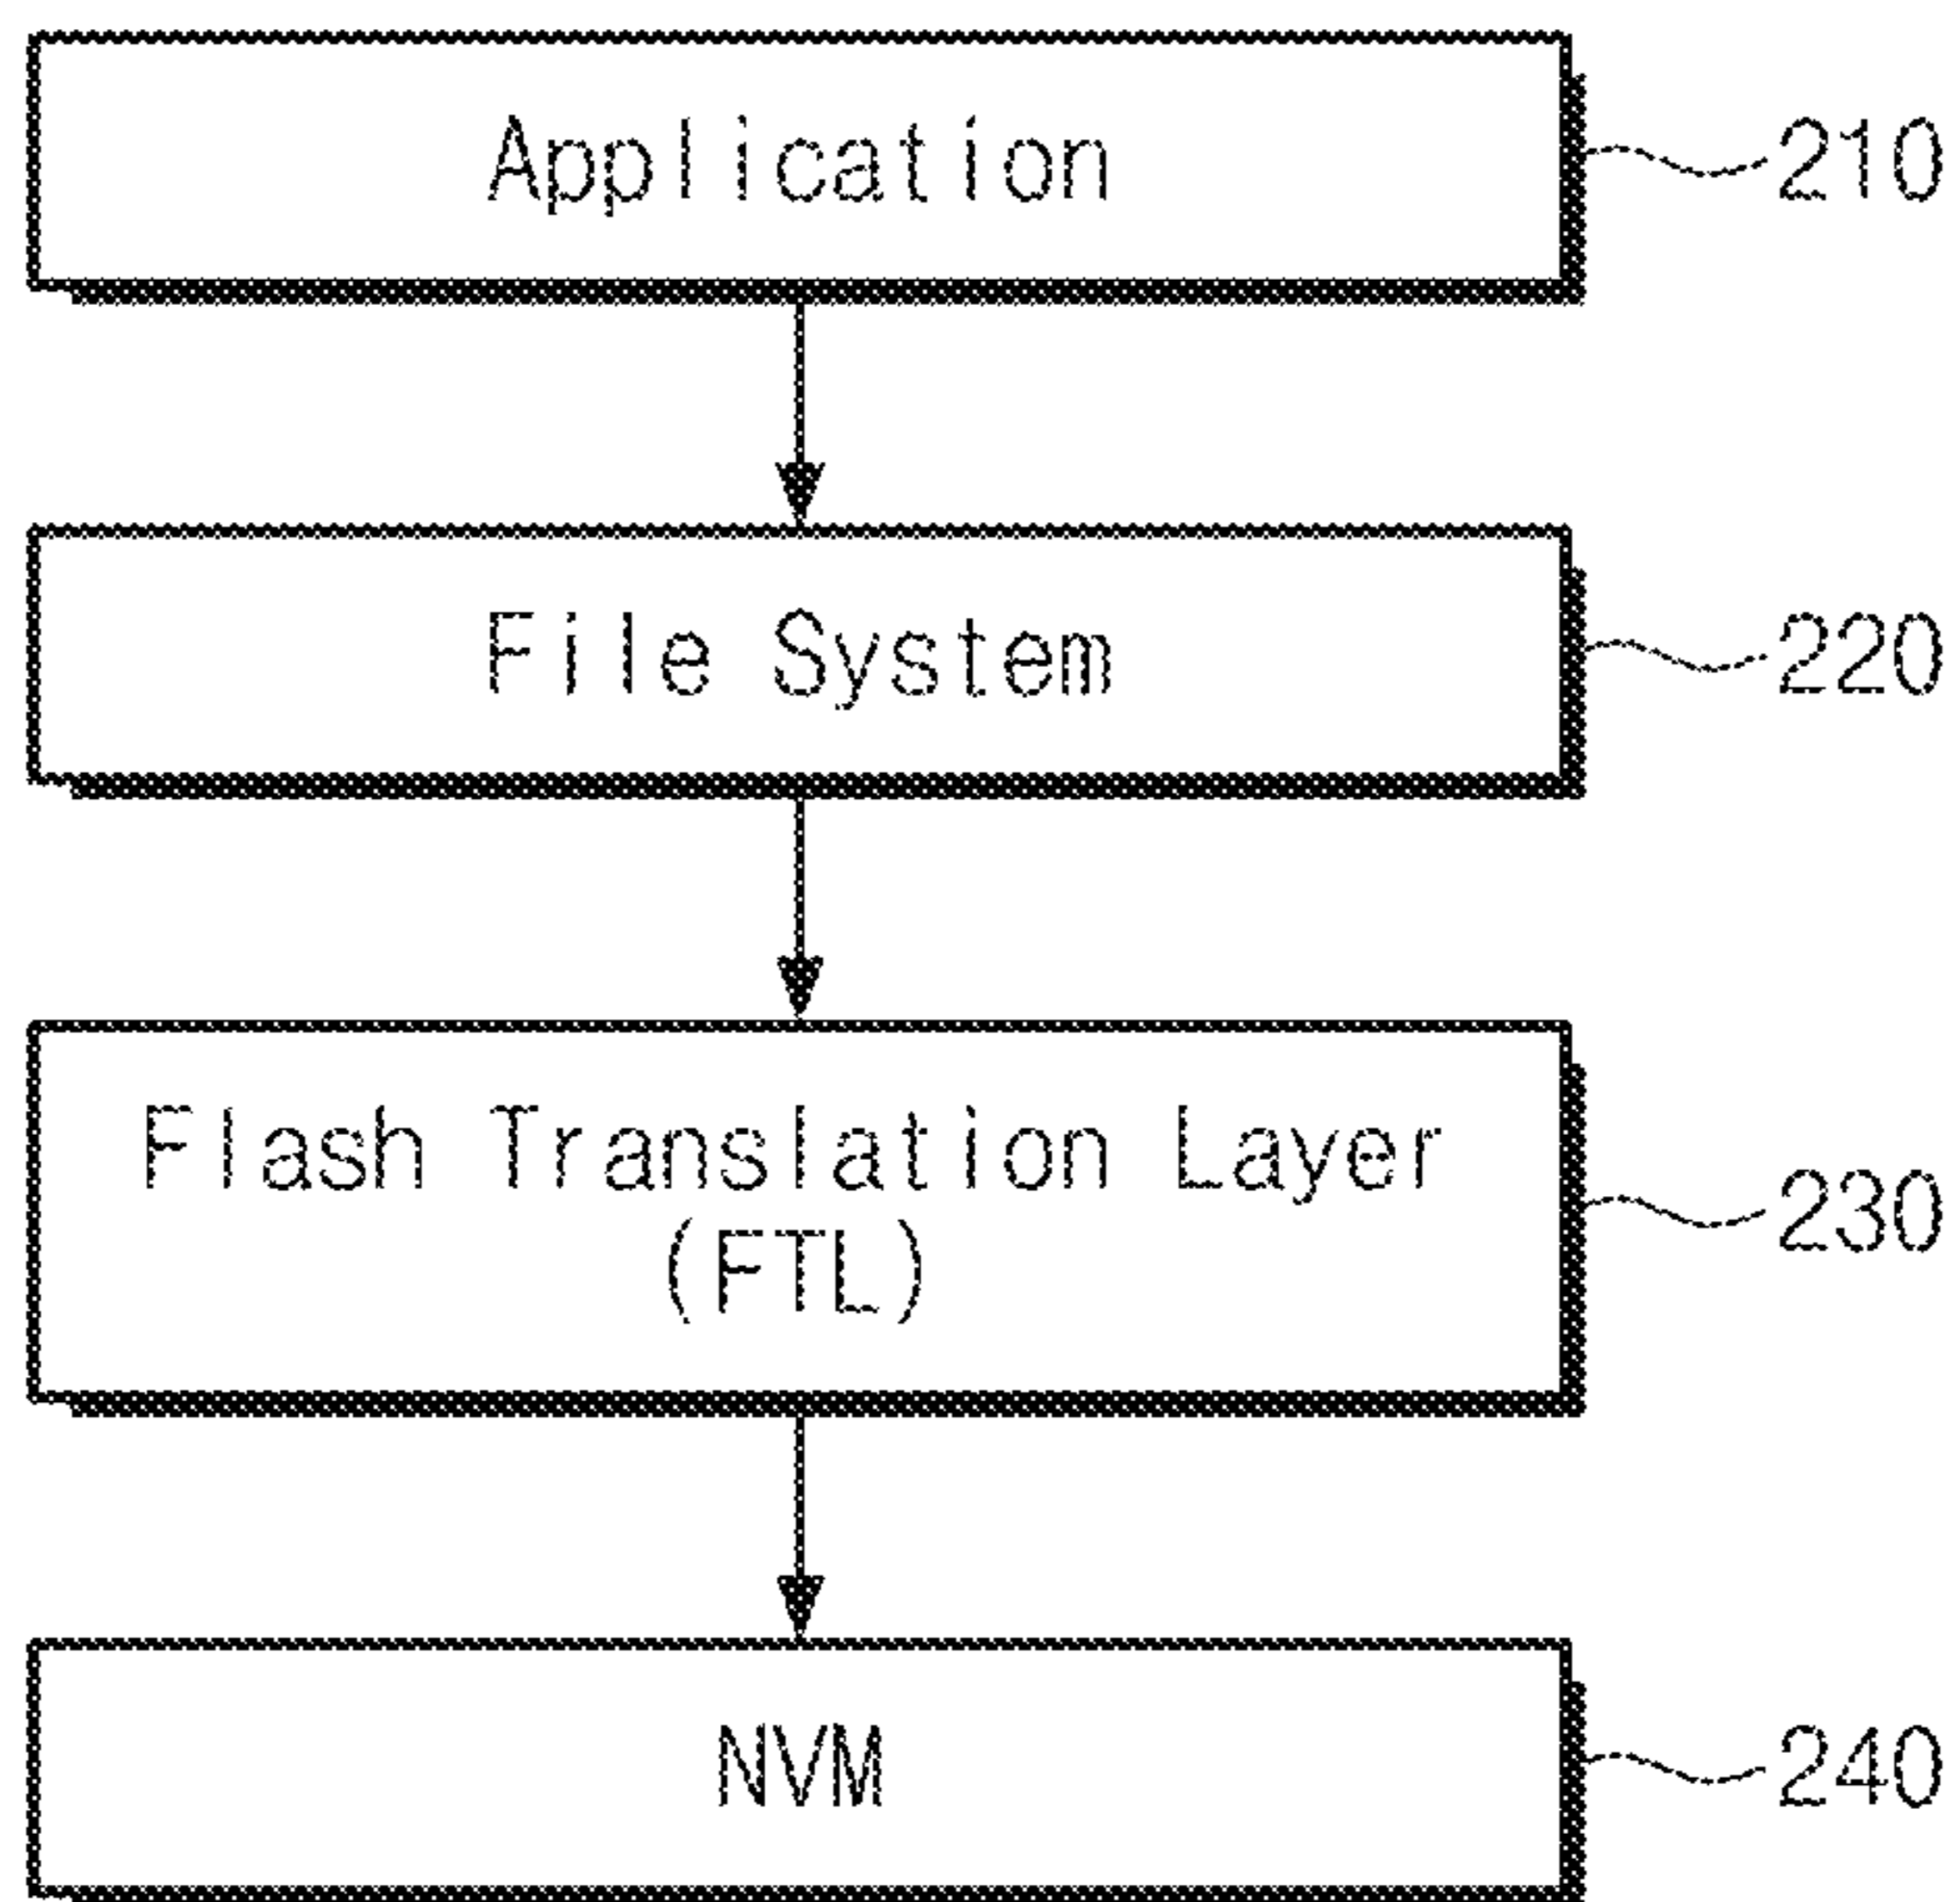 Application
210
File System
220
Flash Translation Layer
(FTL)
230
NVM
240